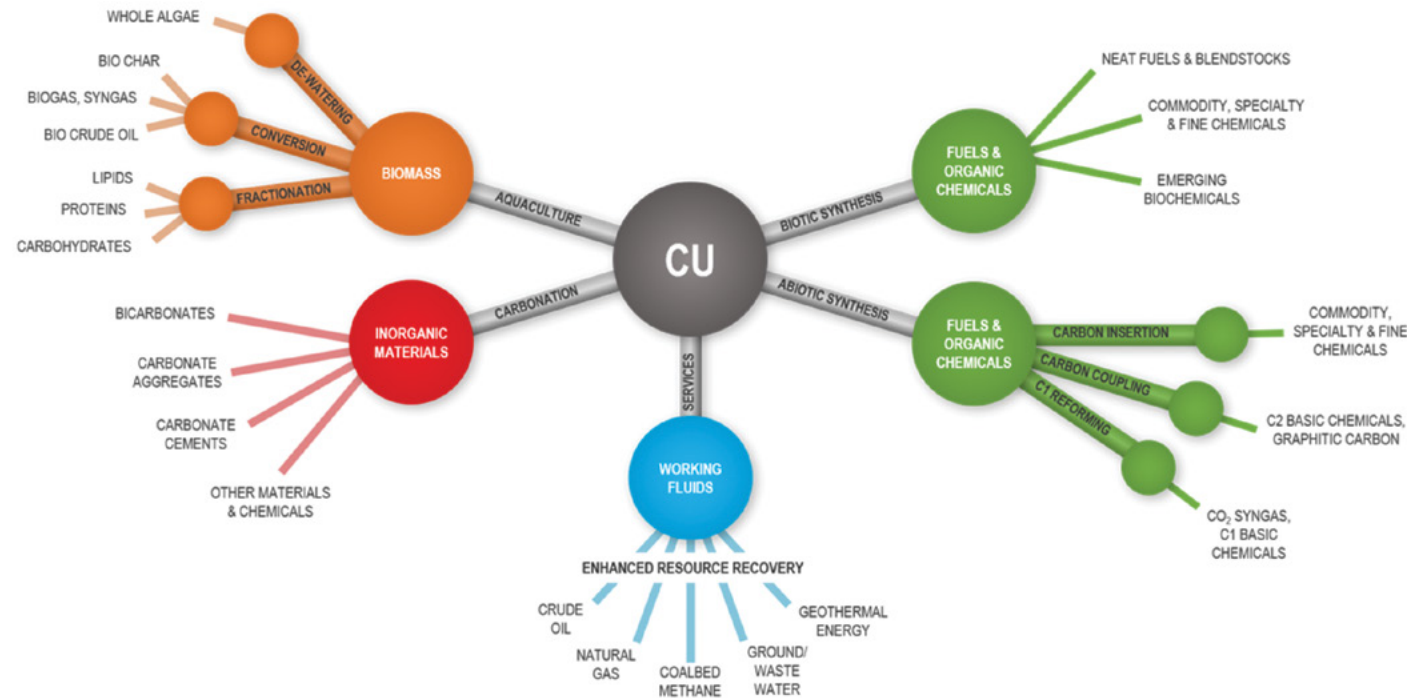 WHOLE ALGAE
DE-WATERING
BIO CHAR
BIOGAS, SYNGAS
BIO CRUDE OIL
CONVERSION
LIPIDS
PROTEINS
CARBOHYDRATES
FRACTIONATION
BIOMASS
AQUACULTURE
CU
BIOTIC SYNTHESIS
FUELS &
ORGANIC
CHEMICALS
NEAT FUELS & BLENDSTOCKS
COMMODITY, SPECIALTY
& FINE CHEMICALS
EMERGING
BIOCHEMICALS
BICARBONATES
CARBONATE
AGGREGATES
CARBONATE
CEMENTS
OTHER MATERIALS
& CHEMICALS
INORGANIC
MATERIALS
CARBONATION
ABIOTIC SYNTHESIS
FUELS &
ORGANIC
CHEMICALS
CARBON INSERTION
COMMODITY,
SPECIALTY & FINE
CHEMICALS
CARBON COUPLING
C2 BASIC CHEMICALS,
GRAPHITIC CARBON
C1 REFORMING
CO₂ SYNGAS,
C1 BASIC
CHEMICALS
SERVICES
WORKING
FLUIDS
ENHANCED RESOURCE RECOVERY
CRUDE
OIL
NATURAL
GAS
COALBED
METHANE
GROUND/
WASTE
WATER
GEOTHERMAL
ENERGY